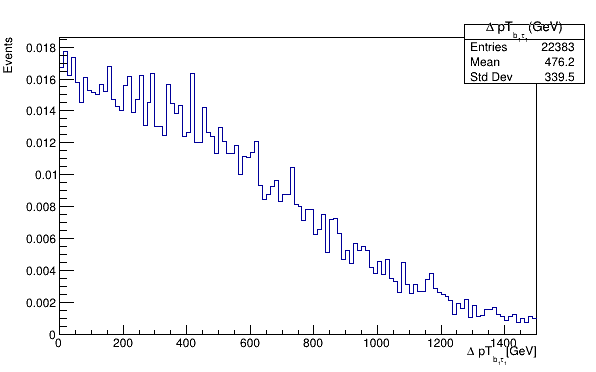 Δ pT_{b_1τ_1} (GeV)
Entries 22383
Mean 476.2
Std Dev 339.5
Events
0.018
0.016
0.014
0.012
0.01
0.008
0.006
0.004
0.002
0
0 200 400 600 800 1000 1200 1400
Δ pT_{b_1τ_1}[GeV]